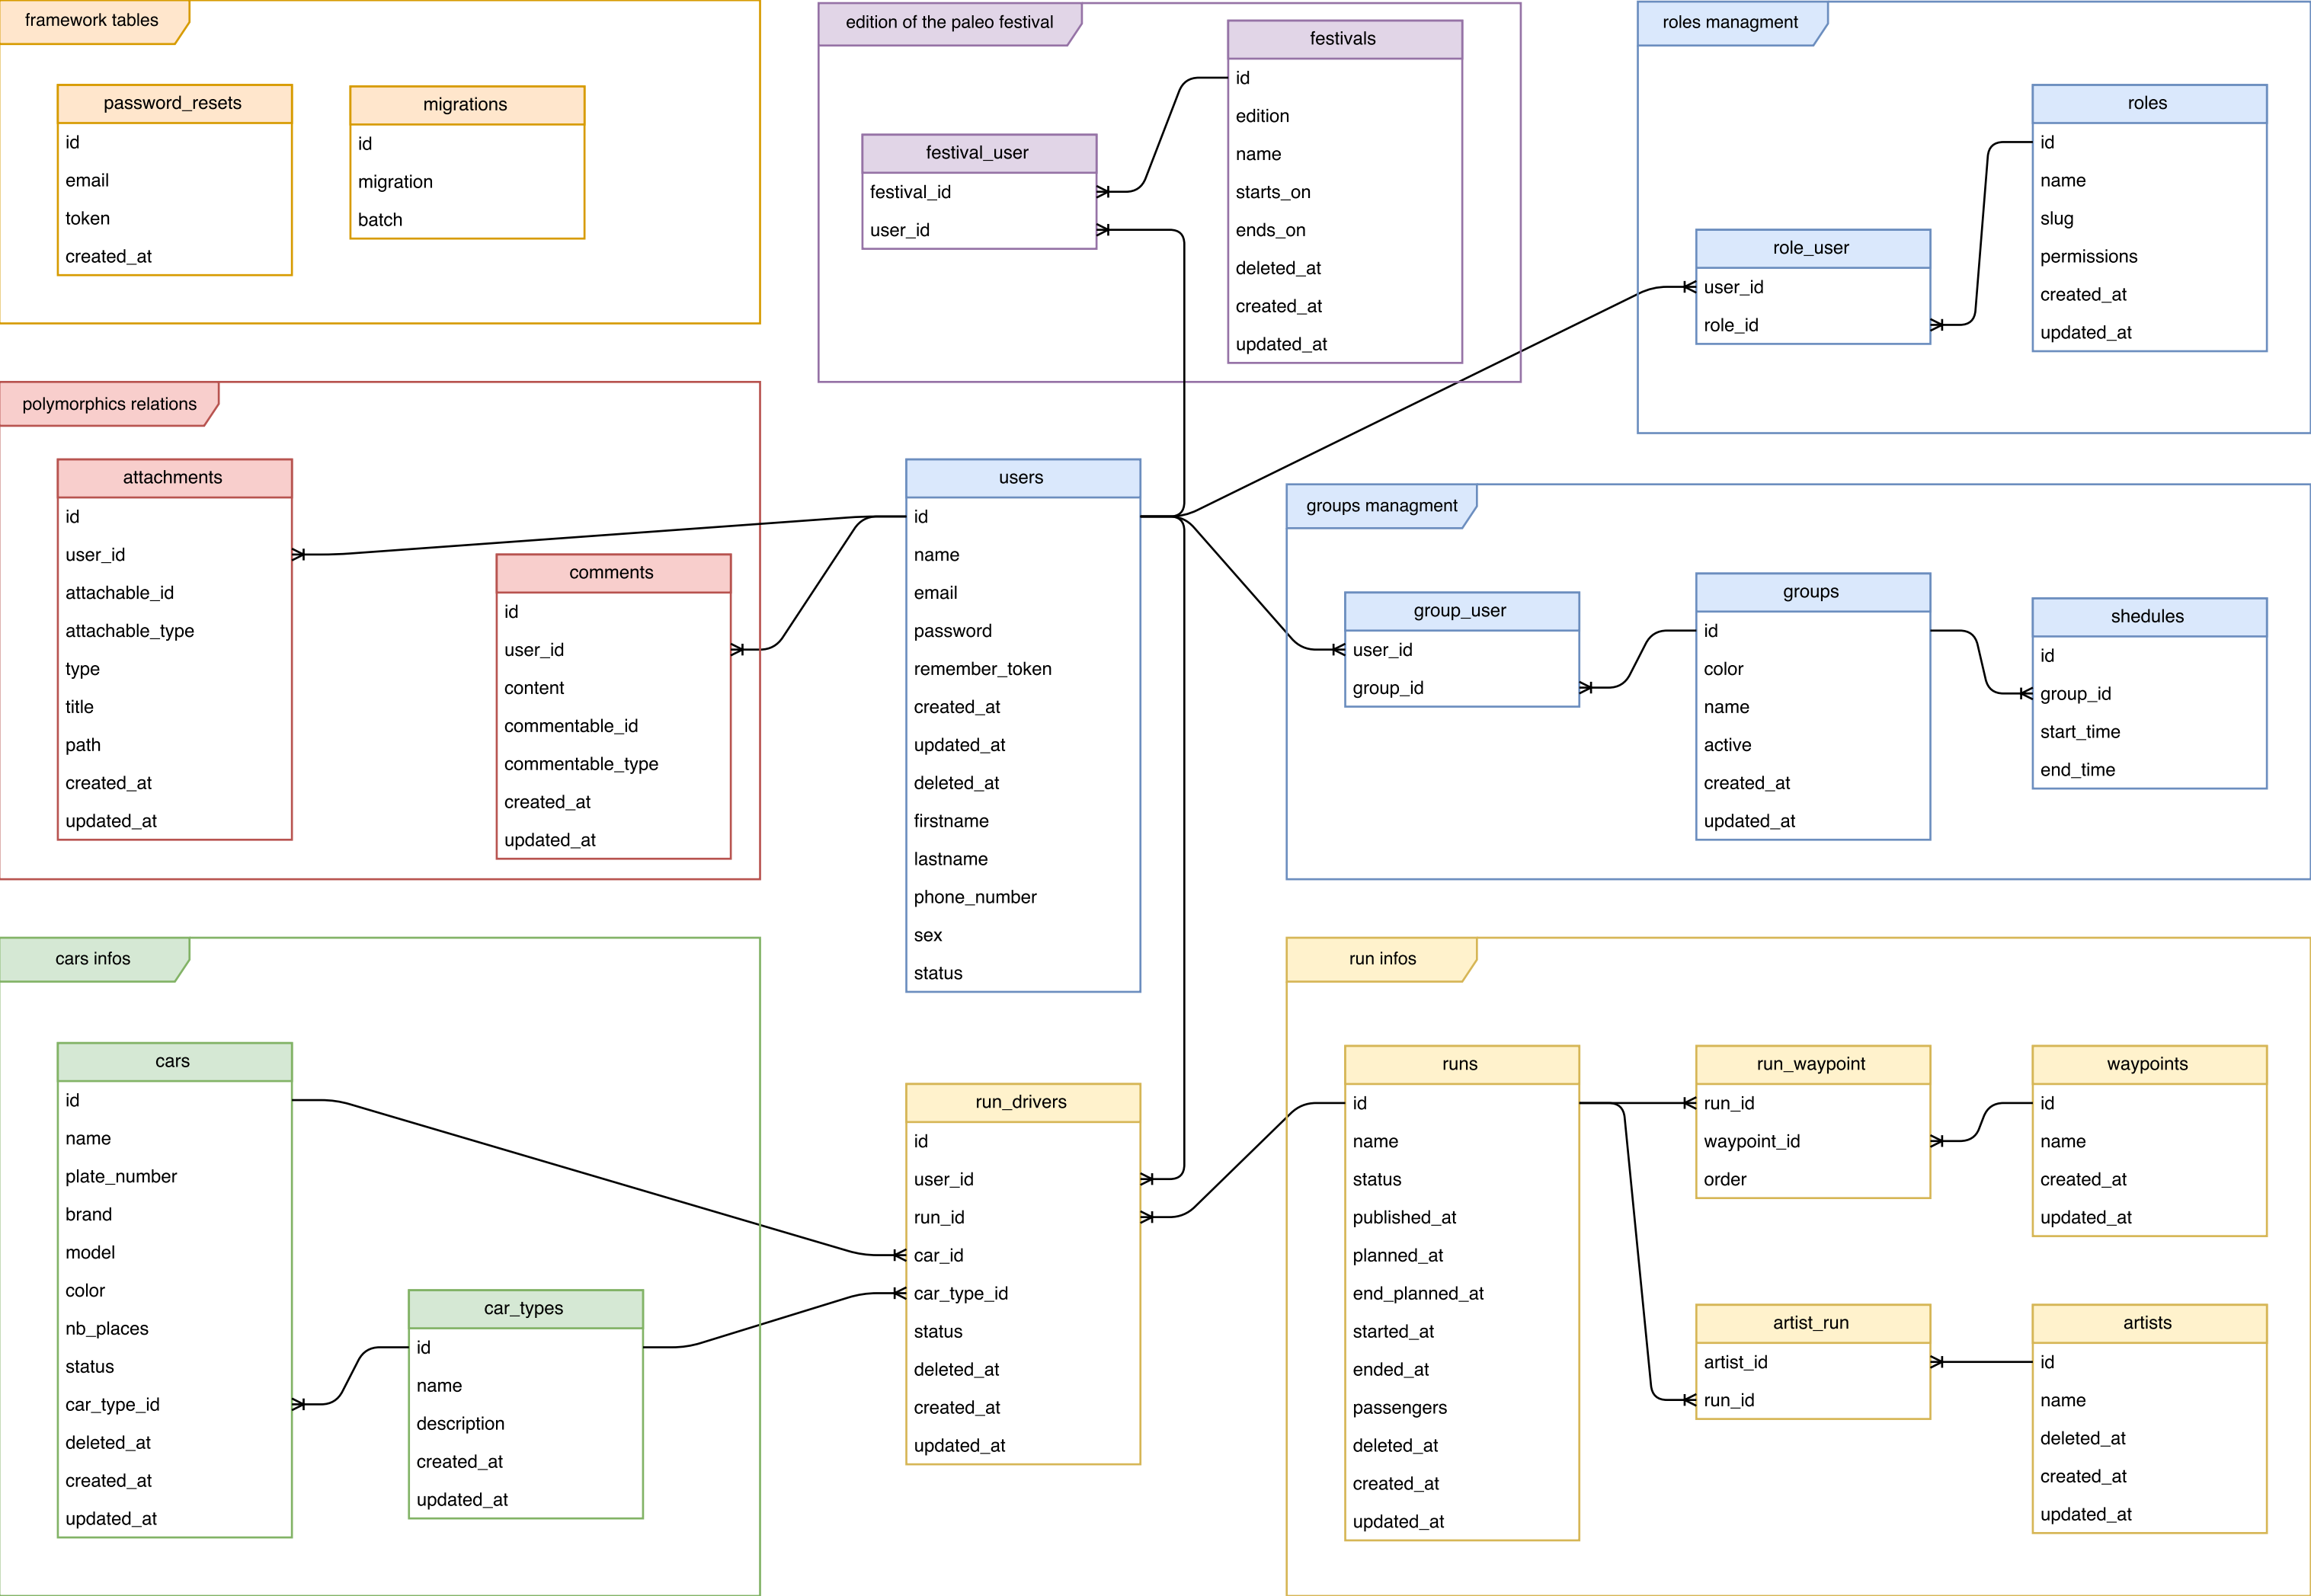 framework tables
password_resets
id
email
token
created_at
migrations
id
migration
batch
edition of the paleo festival
festival_user
festival_id
user_id
festivals
id
edition
name
starts_on
ends_on
deleted_at
created_at
updated_at
roles managment
role_user
user_id
role_id
roles
id
name
slug
permissions
created_at
updated_at
polymorphics relations
attachments
id
user_id
attachable_id
attachable_type
type
title
path
created_at
updated_at
comments
id
user_id
content
commentable_id
commentable_type
created_at
updated_at
users
id
name
email
password
remember_token
created_at
updated_at
deleted_at
firstname
lastname
phone_number
sex
status
groups managment
group_user
user_id
group_id
groups
id
color
name
active
created_at
updated_at
shedules
id
group_id
start_time
end_time
cars infos
cars
id
name
plate_number
brand
model
color
nb_places
status
car_type_id
deleted_at
created_at
updated_at
car_types
id
name
description
created_at
updated_at
run_drivers
id
user_id
run_id
car_id
car_type_id
status
deleted_at
created_at
updated_at
run infos
runs
id
name
status
published_at
planned_at
end_planned_at
started_at
ended_at
passengers
deleted_at
created_at
updated_at
run_waypoint
run_id
waypoint_id
order
waypoints
id
name
created_at
updated_at
artist_run
artist_id
run_id
artists
id
name
deleted_at
created_at
updated_at